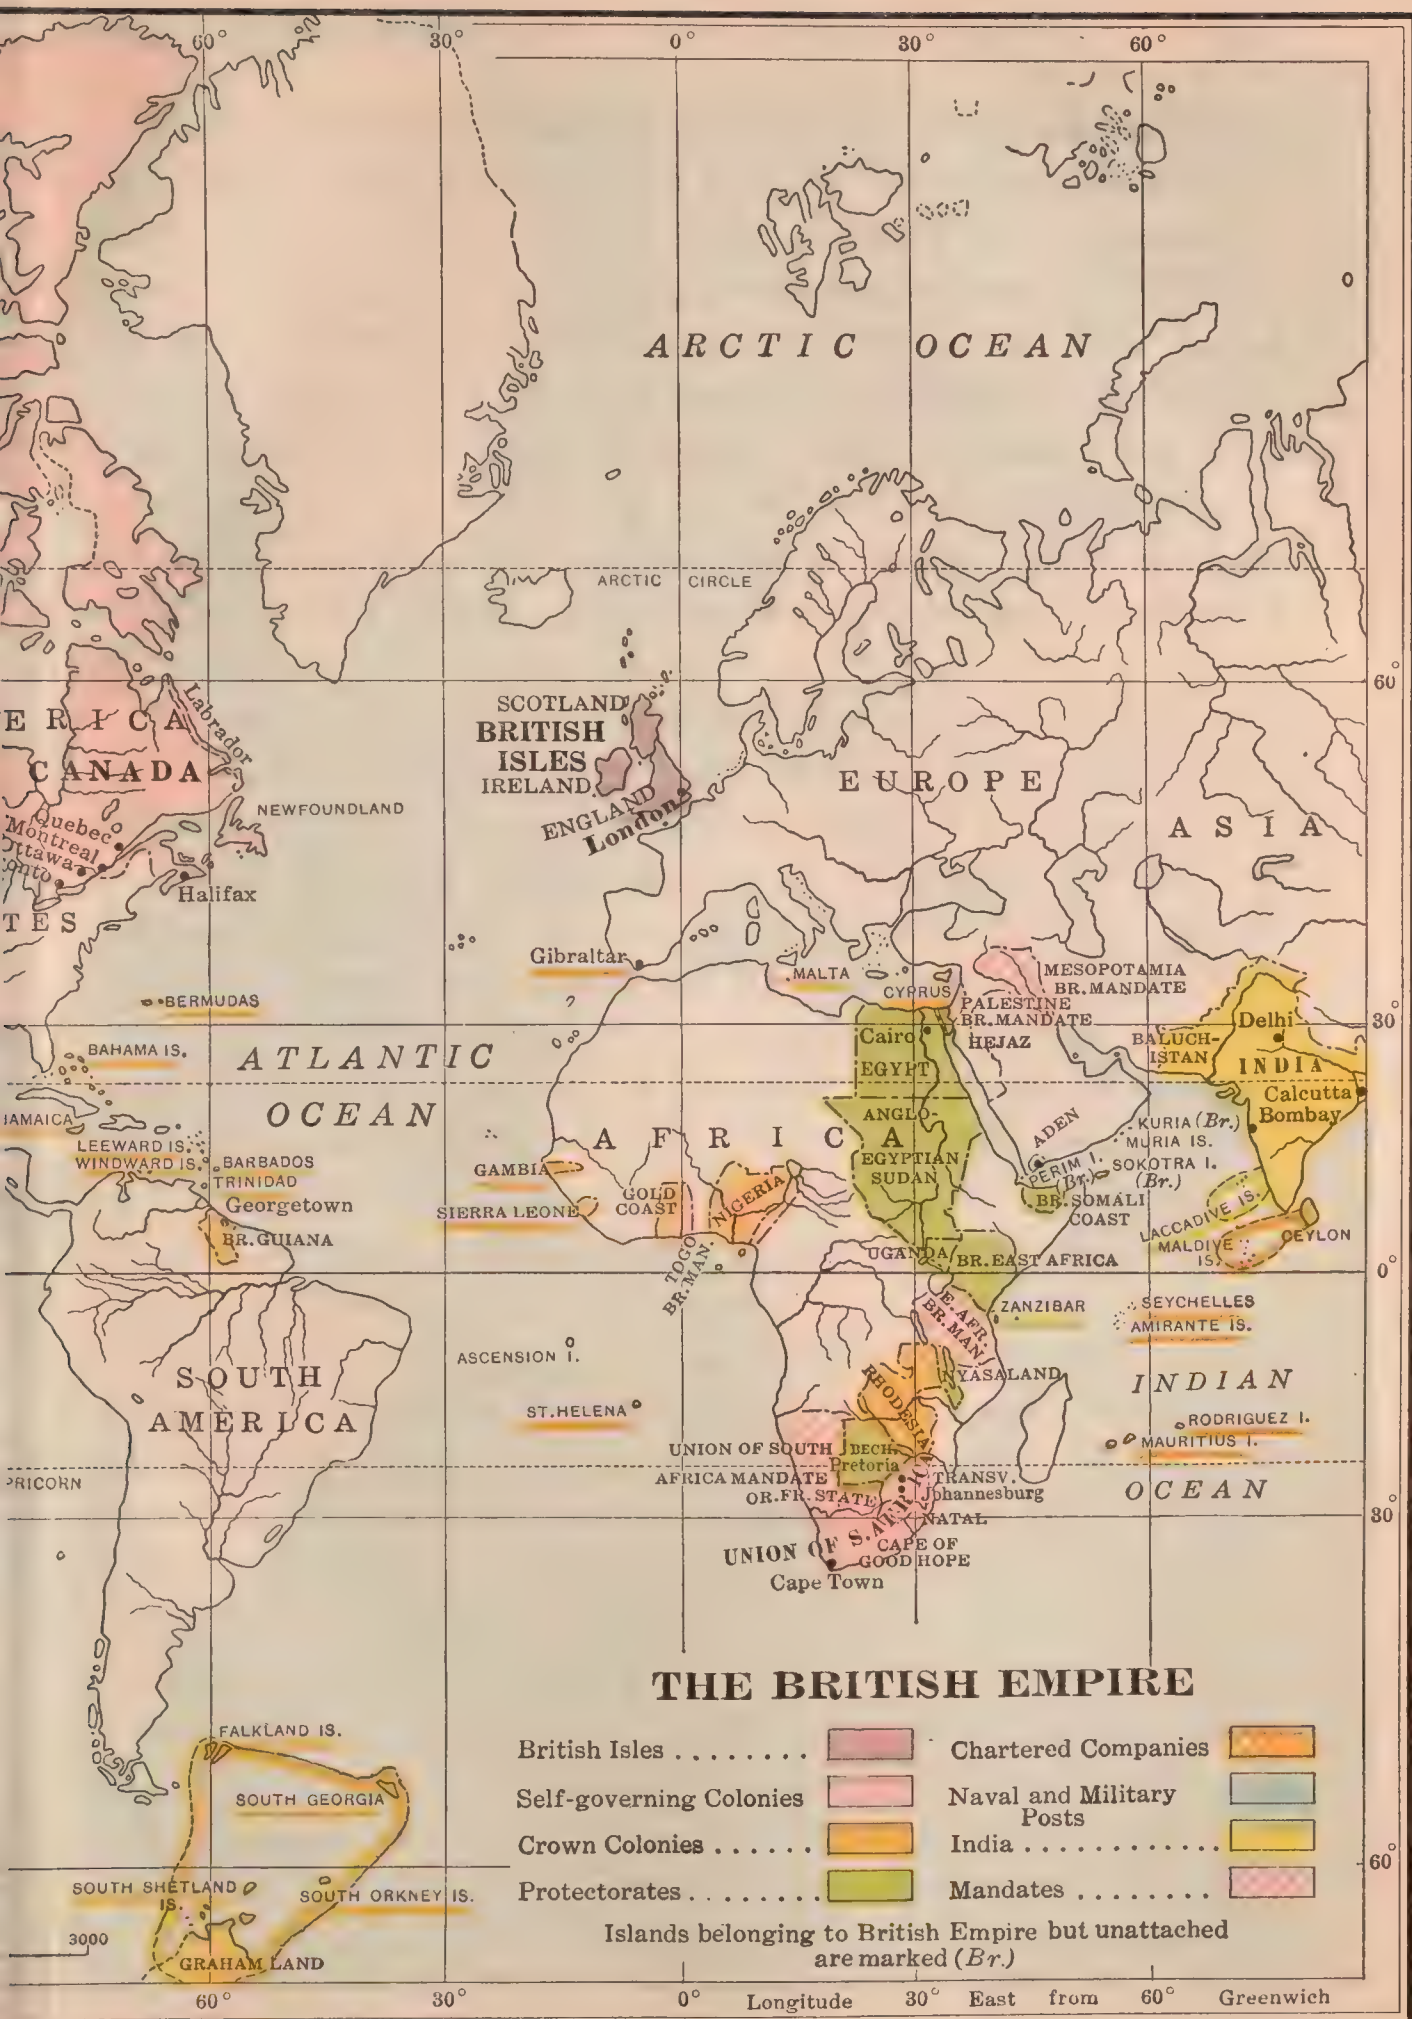 60°
30°
0°
30°
60°
ARCTIC OCEAN
ARCTIC CIRCLE
60°
Labrador
ERICA
CANADA
NEWFOUNDLAND
Quebec
Montreal
ttawa
onto
Halifax
TES
SCOTLAND
BRITISH
ISLES
IRELAND
ENGLAND
London
EUROPE
ASIA
Gibraltar
MALTA
CYPRUS
MESOPOTAMIA
BR. MANDATE
PALESTINE
BR. MANDATE
HEJAZ
BERMUDAS
30°
BAHAMA IS.
ATLANTIC
OCEAN
JAMAICA
LEEWARD IS.
WINDWARD IS.
BARBADOS
TRINIDAD
Georgetown
BR. GUIANA
Cairo
EGYPT
ANGLO-
EGYPTIAN
SUDAN
AFRICA
BALUCH-
ISTAN
Delhi
INDIA
Calcutta
Bombay
ADEN
KURIA (Br.)
MURIA IS.
PERIM I.
(Br.)
SOKOTRA I.
(Br.)
BR. SOMALI
COAST
LACCADIVE IS.
MALDIVE
IS.
CEYLON
GAMBIA
SIERRA LEONE
GOLD
COAST
NIGERIA
TOGO
BR. MAN.
UGANDA
BR. EAST AFRICA
0°
E. AFR.
BR. MAN.
ZANZIBAR
SEYCHELLES
AMIRANTE IS.
ASCENSION I.
SOUTH
AMERICA
ST. HELENA
RHODESIA
NYASALAND
INDIAN
OCEAN
RODRIGUEZ I.
MAURITIUS I.
PRICORN
UNION OF SOUTH
AFRICA MANDATE
BECH.
Pretoria
OR. FR. STATE
TRANSV.
Johannesburg
NATAL
30°
UNION OF S. AFRICA
CAPE OF
GOOD HOPE
Cape Town
THE BRITISH EMPIRE
British Isles ........
Self-governing Colonies
Crown Colonies ......
Protectorates ........
Chartered Companies
Naval and Military
Posts
India ............
Mandates ........
Islands belonging to British Empire but unattached
are marked (Br.)
FALKLAND IS.
SOUTH GEORGIA
60°
SOUTH SHETLAND
IS.
SOUTH ORKNEY IS.
3000
GRAHAM LAND
60°
30°
0°
Longitude
30°
East
from
60°
Greenwich